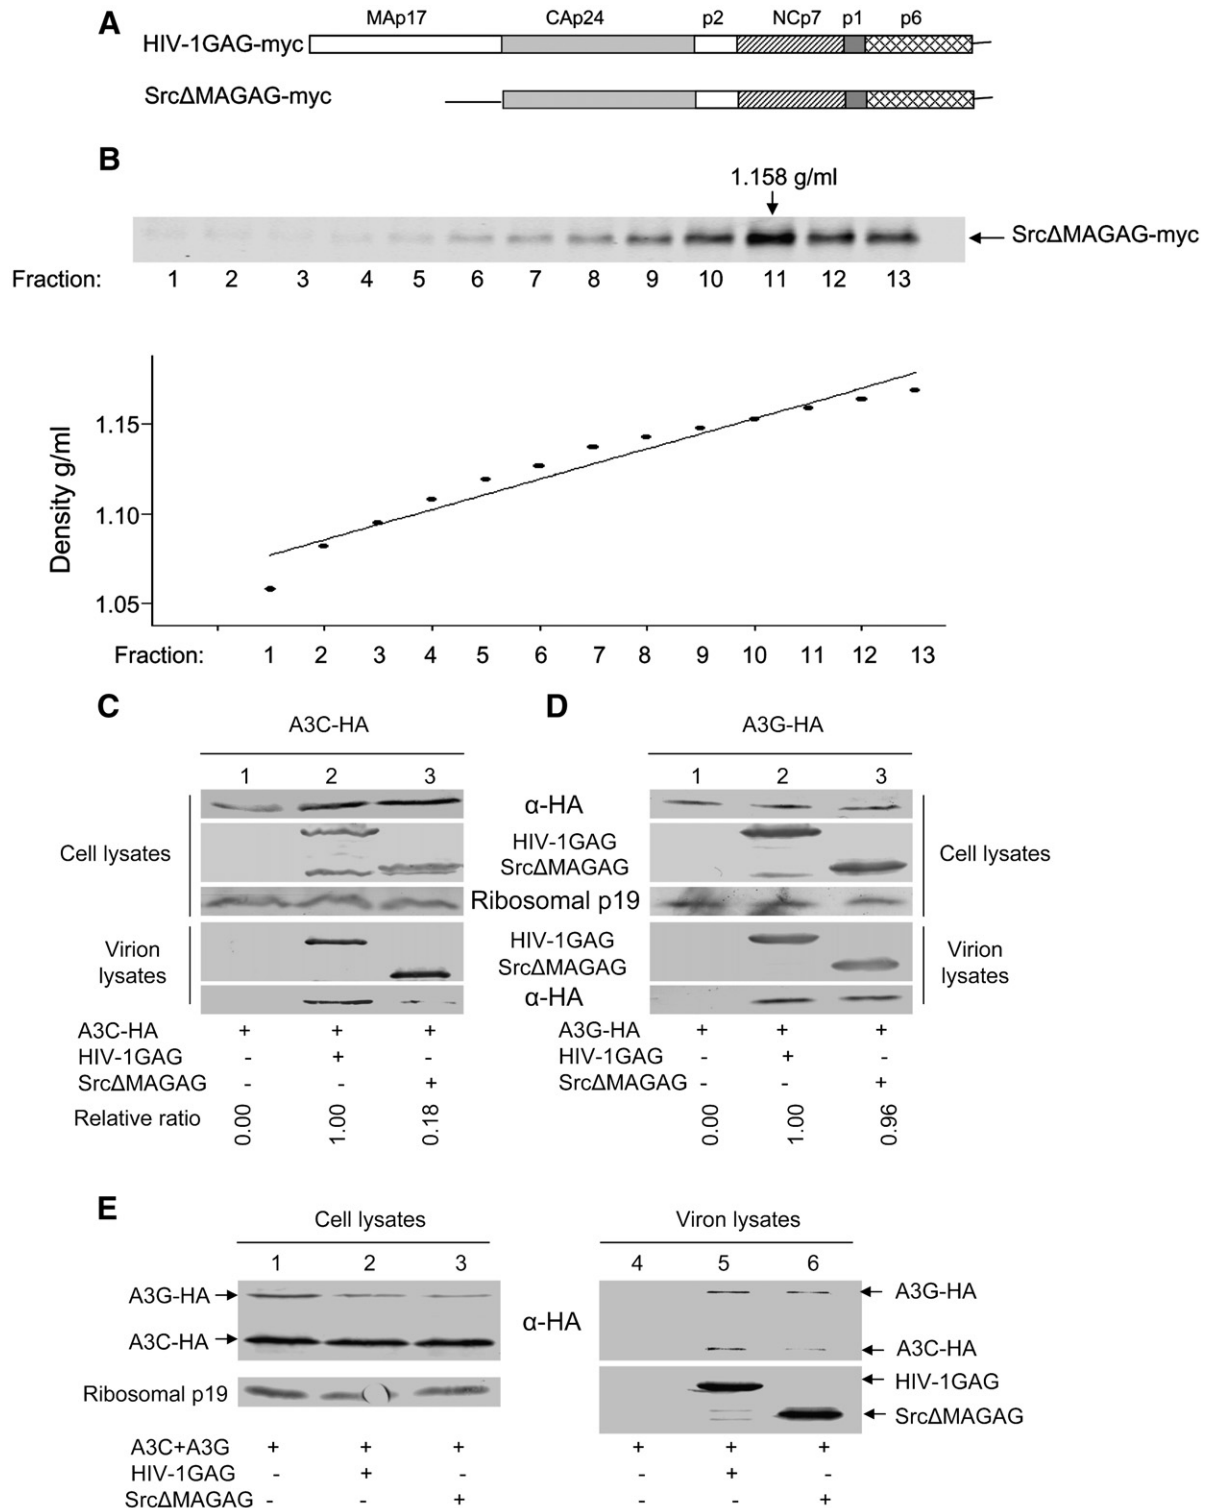 A
MAp17 CAp24 p2 NCp7 p1 p6
HIV-1GAG-myc
SrcΔMAGAG-myc
B
1.158 g/ml
SrcΔMAGAG-myc
Fraction: 1 2 3 4 5 6 7 8 9 10 11 12 13
Density g/ml
1.15
1.10
1.05
Fraction: 1 2 3 4 5 6 7 8 9 10 11 12 13
C
A3C-HA
1 2 3
D
A3G-HA
1 2 3
α-HA
Cell lysates
HIV-1GAG
SrcΔMAGAG
Cell lysates
Ribosomal p19
Virion
lysates
HIV-1GAG
SrcΔMAGAG
Virion
lysates
α-HA
A3C-HA + + +
HIV-1GAG - + -
SrcΔMAGAG - - +
Relative ratio 0.00 1.00 0.18
A3G-HA + + +
HIV-1GAG - + -
SrcΔMAGAG - - +
0.00 1.00 0.96
E
Cell lysates
1 2 3
Viron lysates
4 5 6
A3G-HA
A3C-HA
α-HA
A3G-HA
A3C-HA
Ribosomal p19
HIV-1GAG
SrcΔMAGAG
A3C+A3G + + + + + +
HIV-1GAG - + - - + -
SrcΔMAGAG - - + - - +